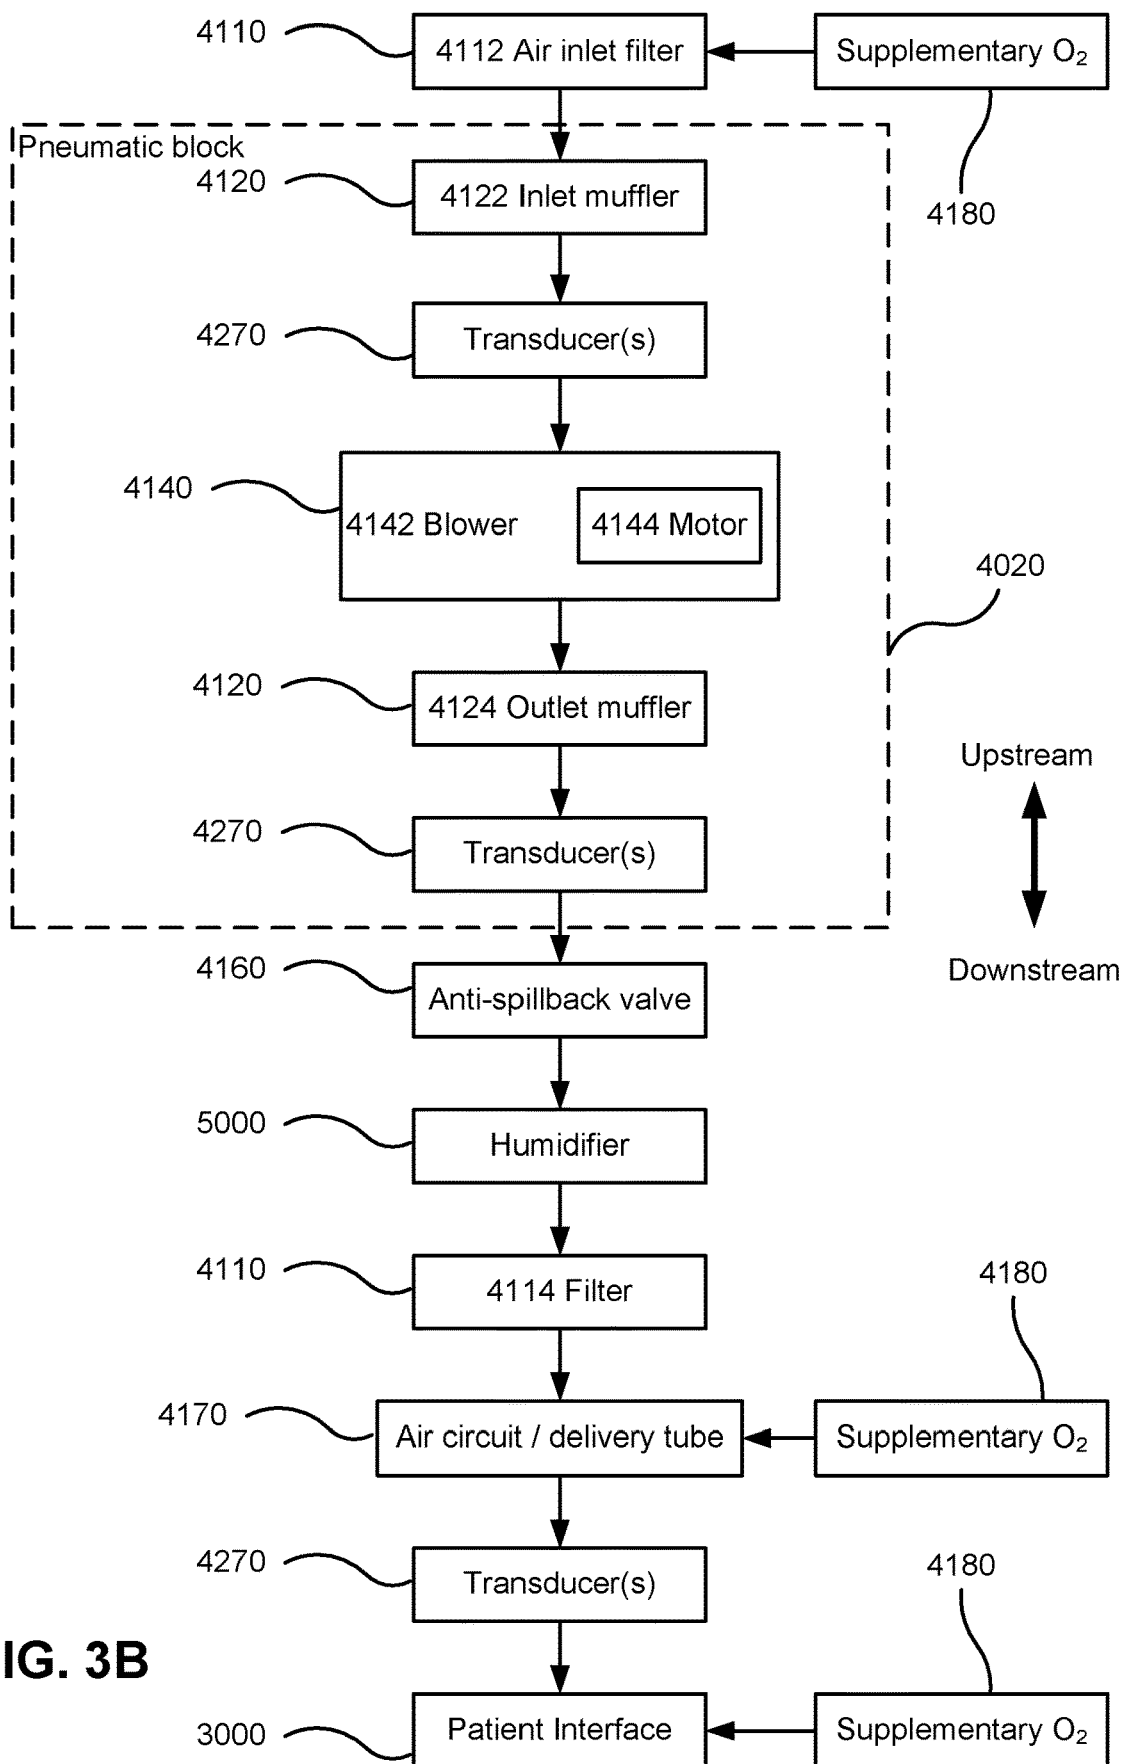 4110
4112 Air inlet filter
Supplementary O₂
Pneumatic block
4120
4122 Inlet muffler
4180
4270
Transducer(s)
4140
4142 Blower
4144 Motor
4020
4120
4124 Outlet muffler
Upstream
4270
Transducer(s)
4160
Anti-spillback valve
Downstream
5000
Humidifier
4110
4114 Filter
4180
4170
Air circuit / delivery tube
Supplementary O₂
4270
Transducer(s)
4180
IG. 3B
3000
Patient Interface
Supplementary O₂